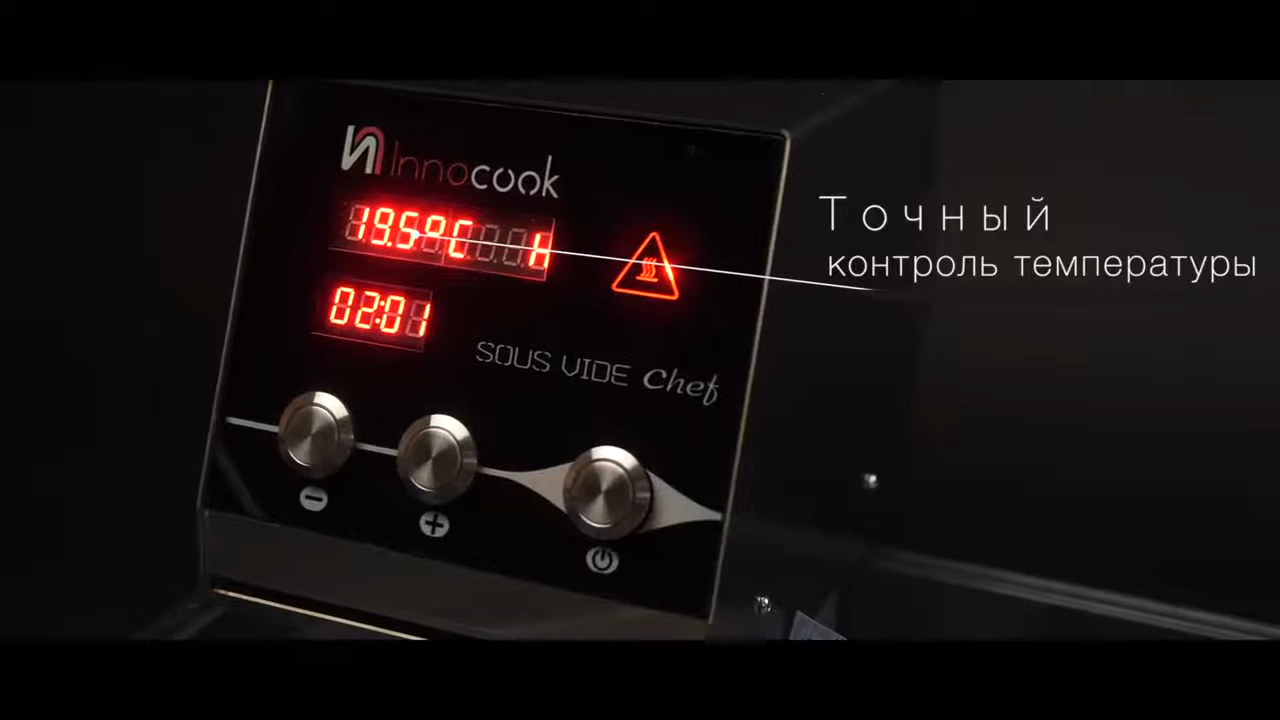 Innocook
19.5°C H
02:01
SOUS VIDE Chef
Точный
контроль температуры